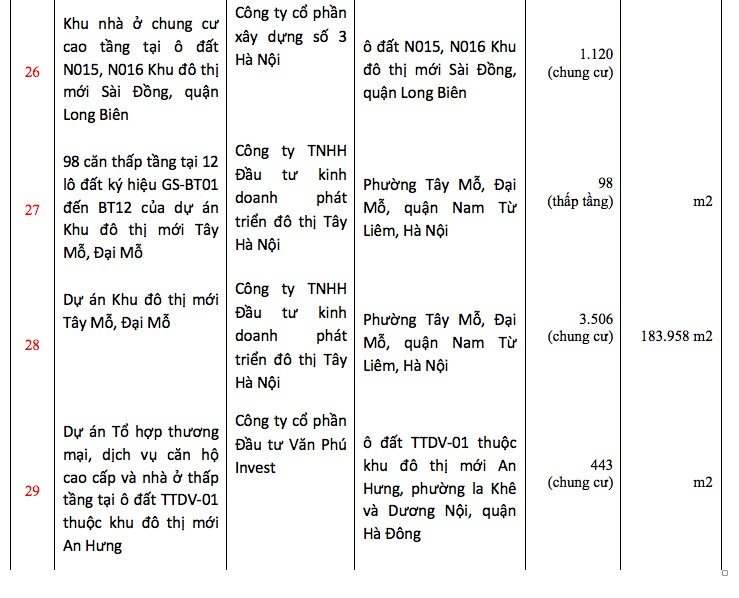 26
Khu nhà ở chung cư
cao tầng tại ô đất
N015, N016 Khu đô thị
mới Sài Đồng, quận
Long Biên
Công ty cổ phần
xây dựng số 3
Hà Nội
ô đất N015, N016 Khu
đô thị mới Sài Đồng,
quận Long Biên
1.120
(chung cư)
27
98 căn thấp tầng tại 12
lô đất ký hiệu GS-BT01
đến BT12 của dự án
Khu đô thị mới Tây
Mỗ, Đại Mỗ
Công ty TNHH
Đầu tư kinh
doanh phát
triển đô thị Tây
Hà Nội
Phường Tây Mỗ, Đại
Mỗ, quận Nam Từ
Liêm, Hà Nội
98
(thấp tầng)
m2
28
Dự án Khu đô thị mới
Tây Mỗ, Đại Mỗ
Công ty TNHH
Đầu tư kinh
doanh phát
triển đô thị Tây
Hà Nội
Phường Tây Mỗ, Đại
Mỗ, quận Nam Từ
Liêm, Hà Nội
3.506
(chung cư)
183.958 m2
29
Dự án Tổ hợp thương
mại, dịch vụ căn hộ
cao cấp và nhà ở thấp
tầng tại ô đất TTDV-01
thuộc khu đô thị mới
An Hưng
Công ty cổ phần
Đầu tư Văn Phú
Invest
ô đất TTDV-01 thuộc
khu đô thị mới An
Hưng, phường la Khê
và Dương Nội, quận
Hà Đông
443
(chung cư)
m2